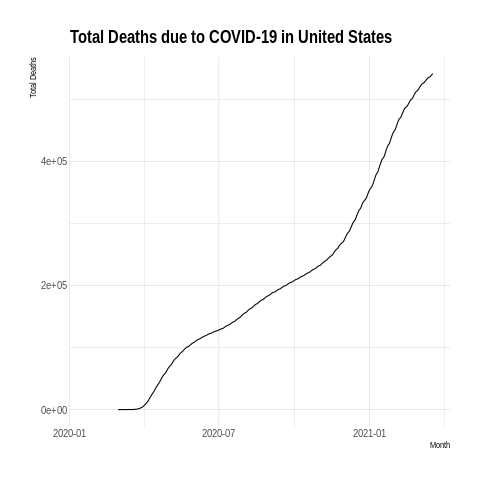 Total Deaths due to COVID-19 in United States
Total Deaths
4e+05
2e+05
0e+00
2020-01 2020-07 2021-01
Month